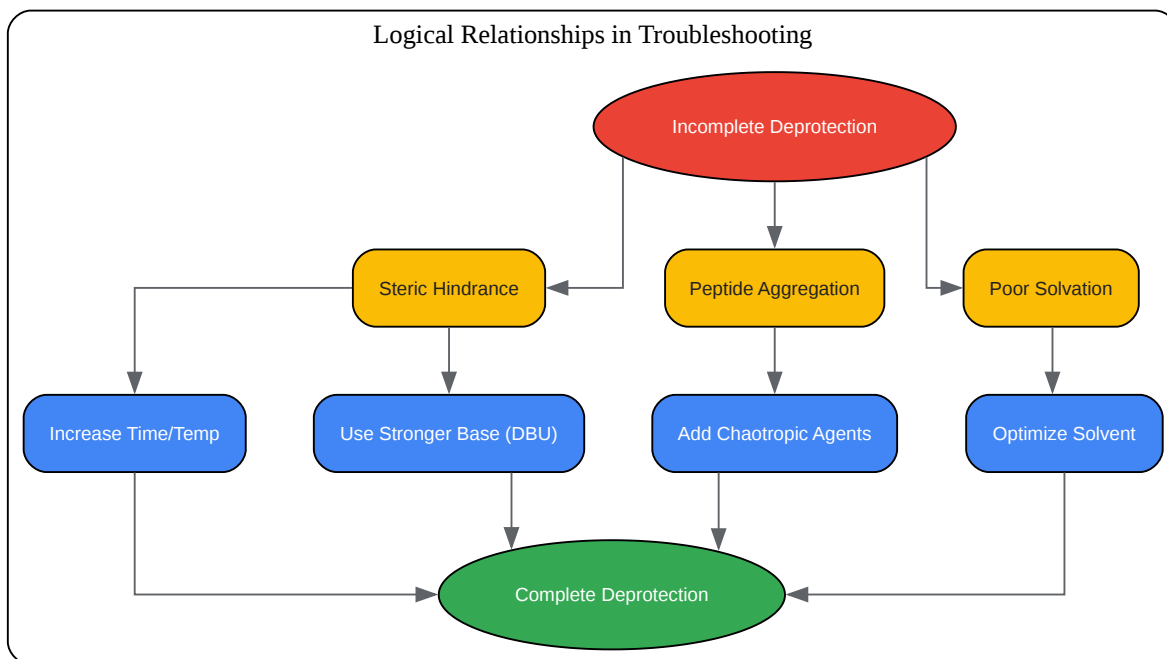 Logical Relationships in Troubleshooting
Incomplete Deprotection
Steric Hindrance
Peptide Aggregation
Poor Solvation
Increase Time/Temp
Use Stronger Base (DBU)
Add Chaotropic Agents
Optimize Solvent
Complete Deprotection